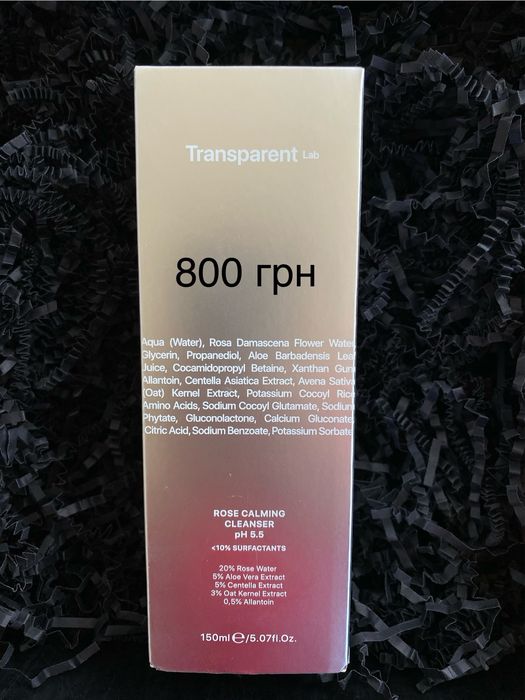 Transparent Lab
800 грн
Aqua (Water), Rosa Damascena Flower Water,
Glycerin, Propanediol, Aloe Barbadensis Leaf
Juice, Cocamidopropyl Betaine, Xanthan Gum,
Allantoin, Centella Asiatica Extract, Avena Sativa
(Oat) Kernel Extract, Potassium Cocoyl Rice
Amino Acids, Sodium Cocoyl Glutamate, Sodium
Phytate, Gluconolactone, Calcium Gluconate,
Citric Acid, Sodium Benzoate, Potassium Sorbate
ROSE CALMING
CLEANSER
pH 5.5
<10% SURFACTANTS
20% Rose Water
5% Aloe Vera Extract
5% Centella Extract
3% Oat Kernel Extract
0,5% Allantoin
150ml ℮/5.07fl.Oz.